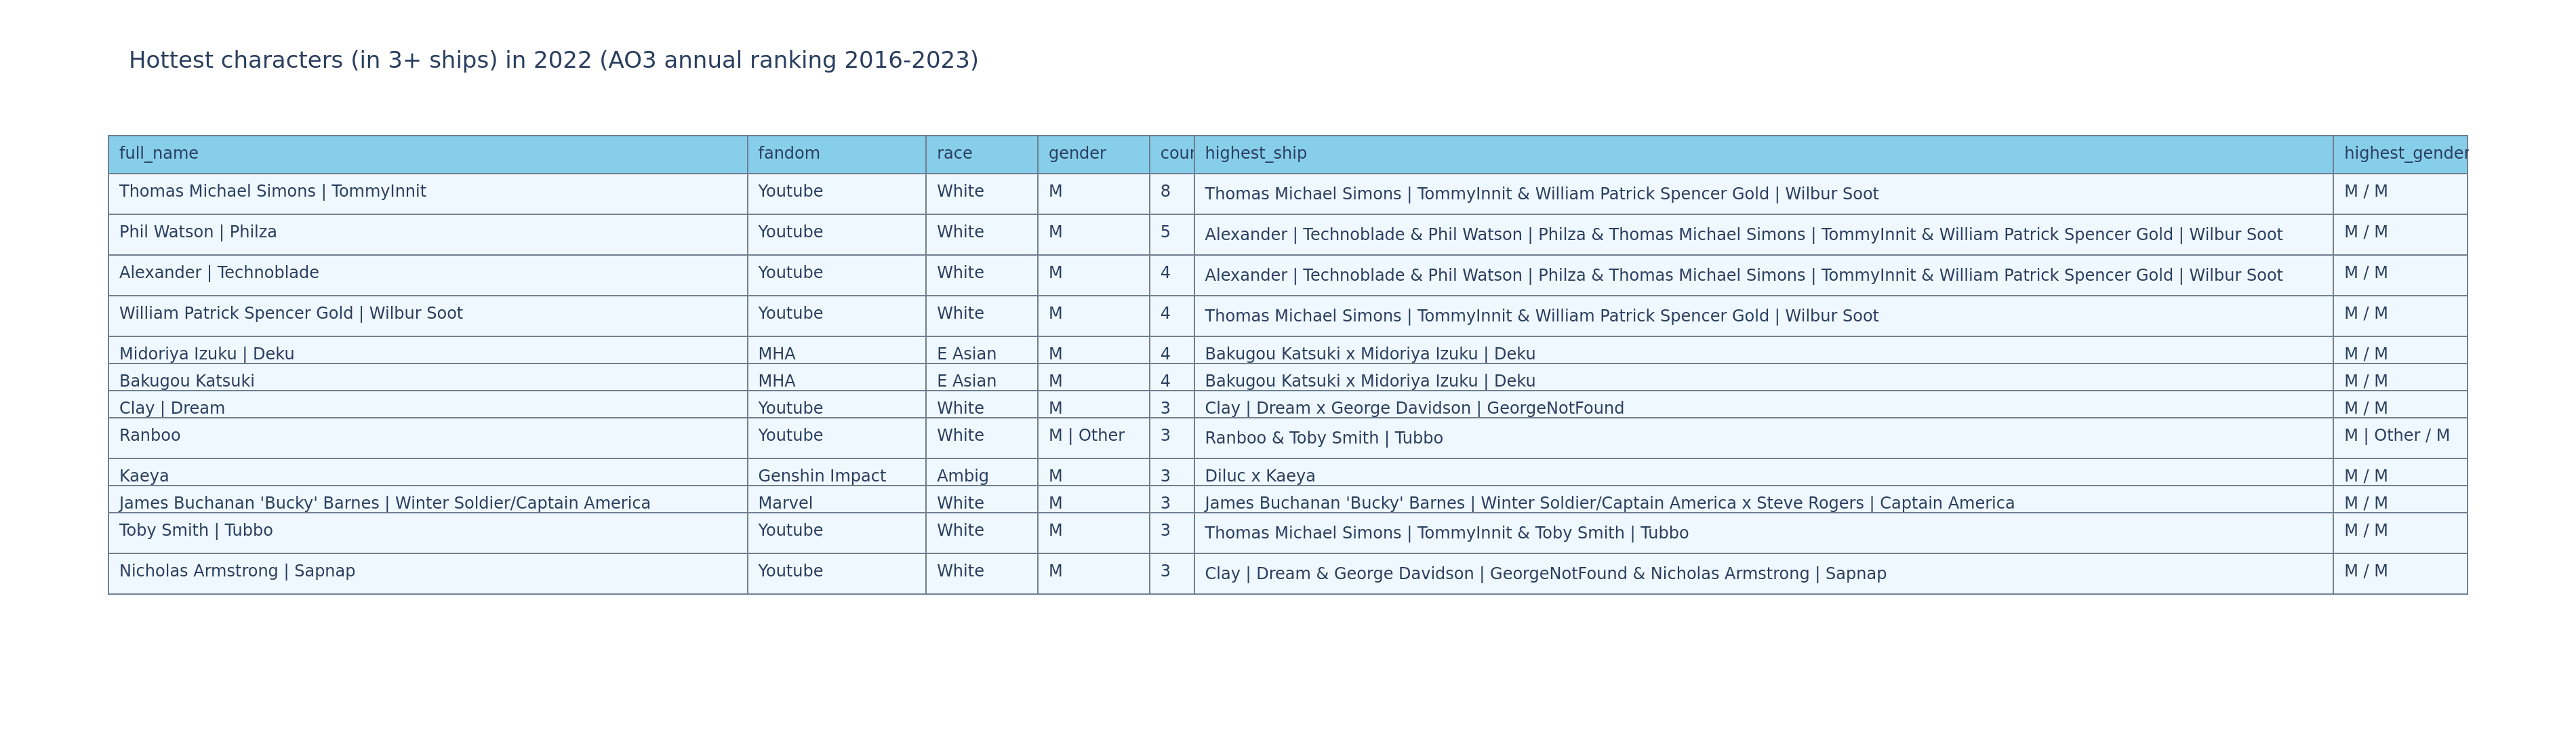 Hottest characters (in 3+ ships) in 2022 (AO3 annual ranking 2016-2023)
full_name fandom race gender cour highest_ship highest_gender
Thomas Michael Simons | TommyInnit Youtube White M 8 Thomas Michael Simons | TommyInnit & William Patrick Spencer Gold | Wilbur Soot M / M
Phil Watson | Philza Youtube White M 5 Alexander | Technoblade & Phil Watson | Philza & Thomas Michael Simons | TommyInnit & William Patrick Spencer Gold | Wilbur Soot M / M
Alexander | Technoblade Youtube White M 4 Alexander | Technoblade & Phil Watson | Philza & Thomas Michael Simons | TommyInnit & William Patrick Spencer Gold | Wilbur Soot M / M
William Patrick Spencer Gold | Wilbur Soot Youtube White M 4 Thomas Michael Simons | TommyInnit & William Patrick Spencer Gold | Wilbur Soot M / M
Midoriya Izuku | Deku MHA E Asian M 4 Bakugou Katsuki x Midoriya Izuku | Deku M / M
Bakugou Katsuki MHA E Asian M 4 Bakugou Katsuki x Midoriya Izuku | Deku M / M
Clay | Dream Youtube White M 3 Clay | Dream x George Davidson | GeorgeNotFound M / M
Ranboo Youtube White M | Other 3 Ranboo & Toby Smith | Tubbo M | Other / M
Kaeya Genshin Impact Ambig M 3 Diluc x Kaeya M / M
James Buchanan 'Bucky' Barnes | Winter Soldier/Captain America Marvel White M 3 James Buchanan 'Bucky' Barnes | Winter Soldier/Captain America x Steve Rogers | Captain America M / M
Toby Smith | Tubbo Youtube White M 3 Thomas Michael Simons | TommyInnit & Toby Smith | Tubbo M / M
Nicholas Armstrong | Sapnap Youtube White M 3 Clay | Dream & George Davidson | GeorgeNotFound & Nicholas Armstrong | Sapnap M / M